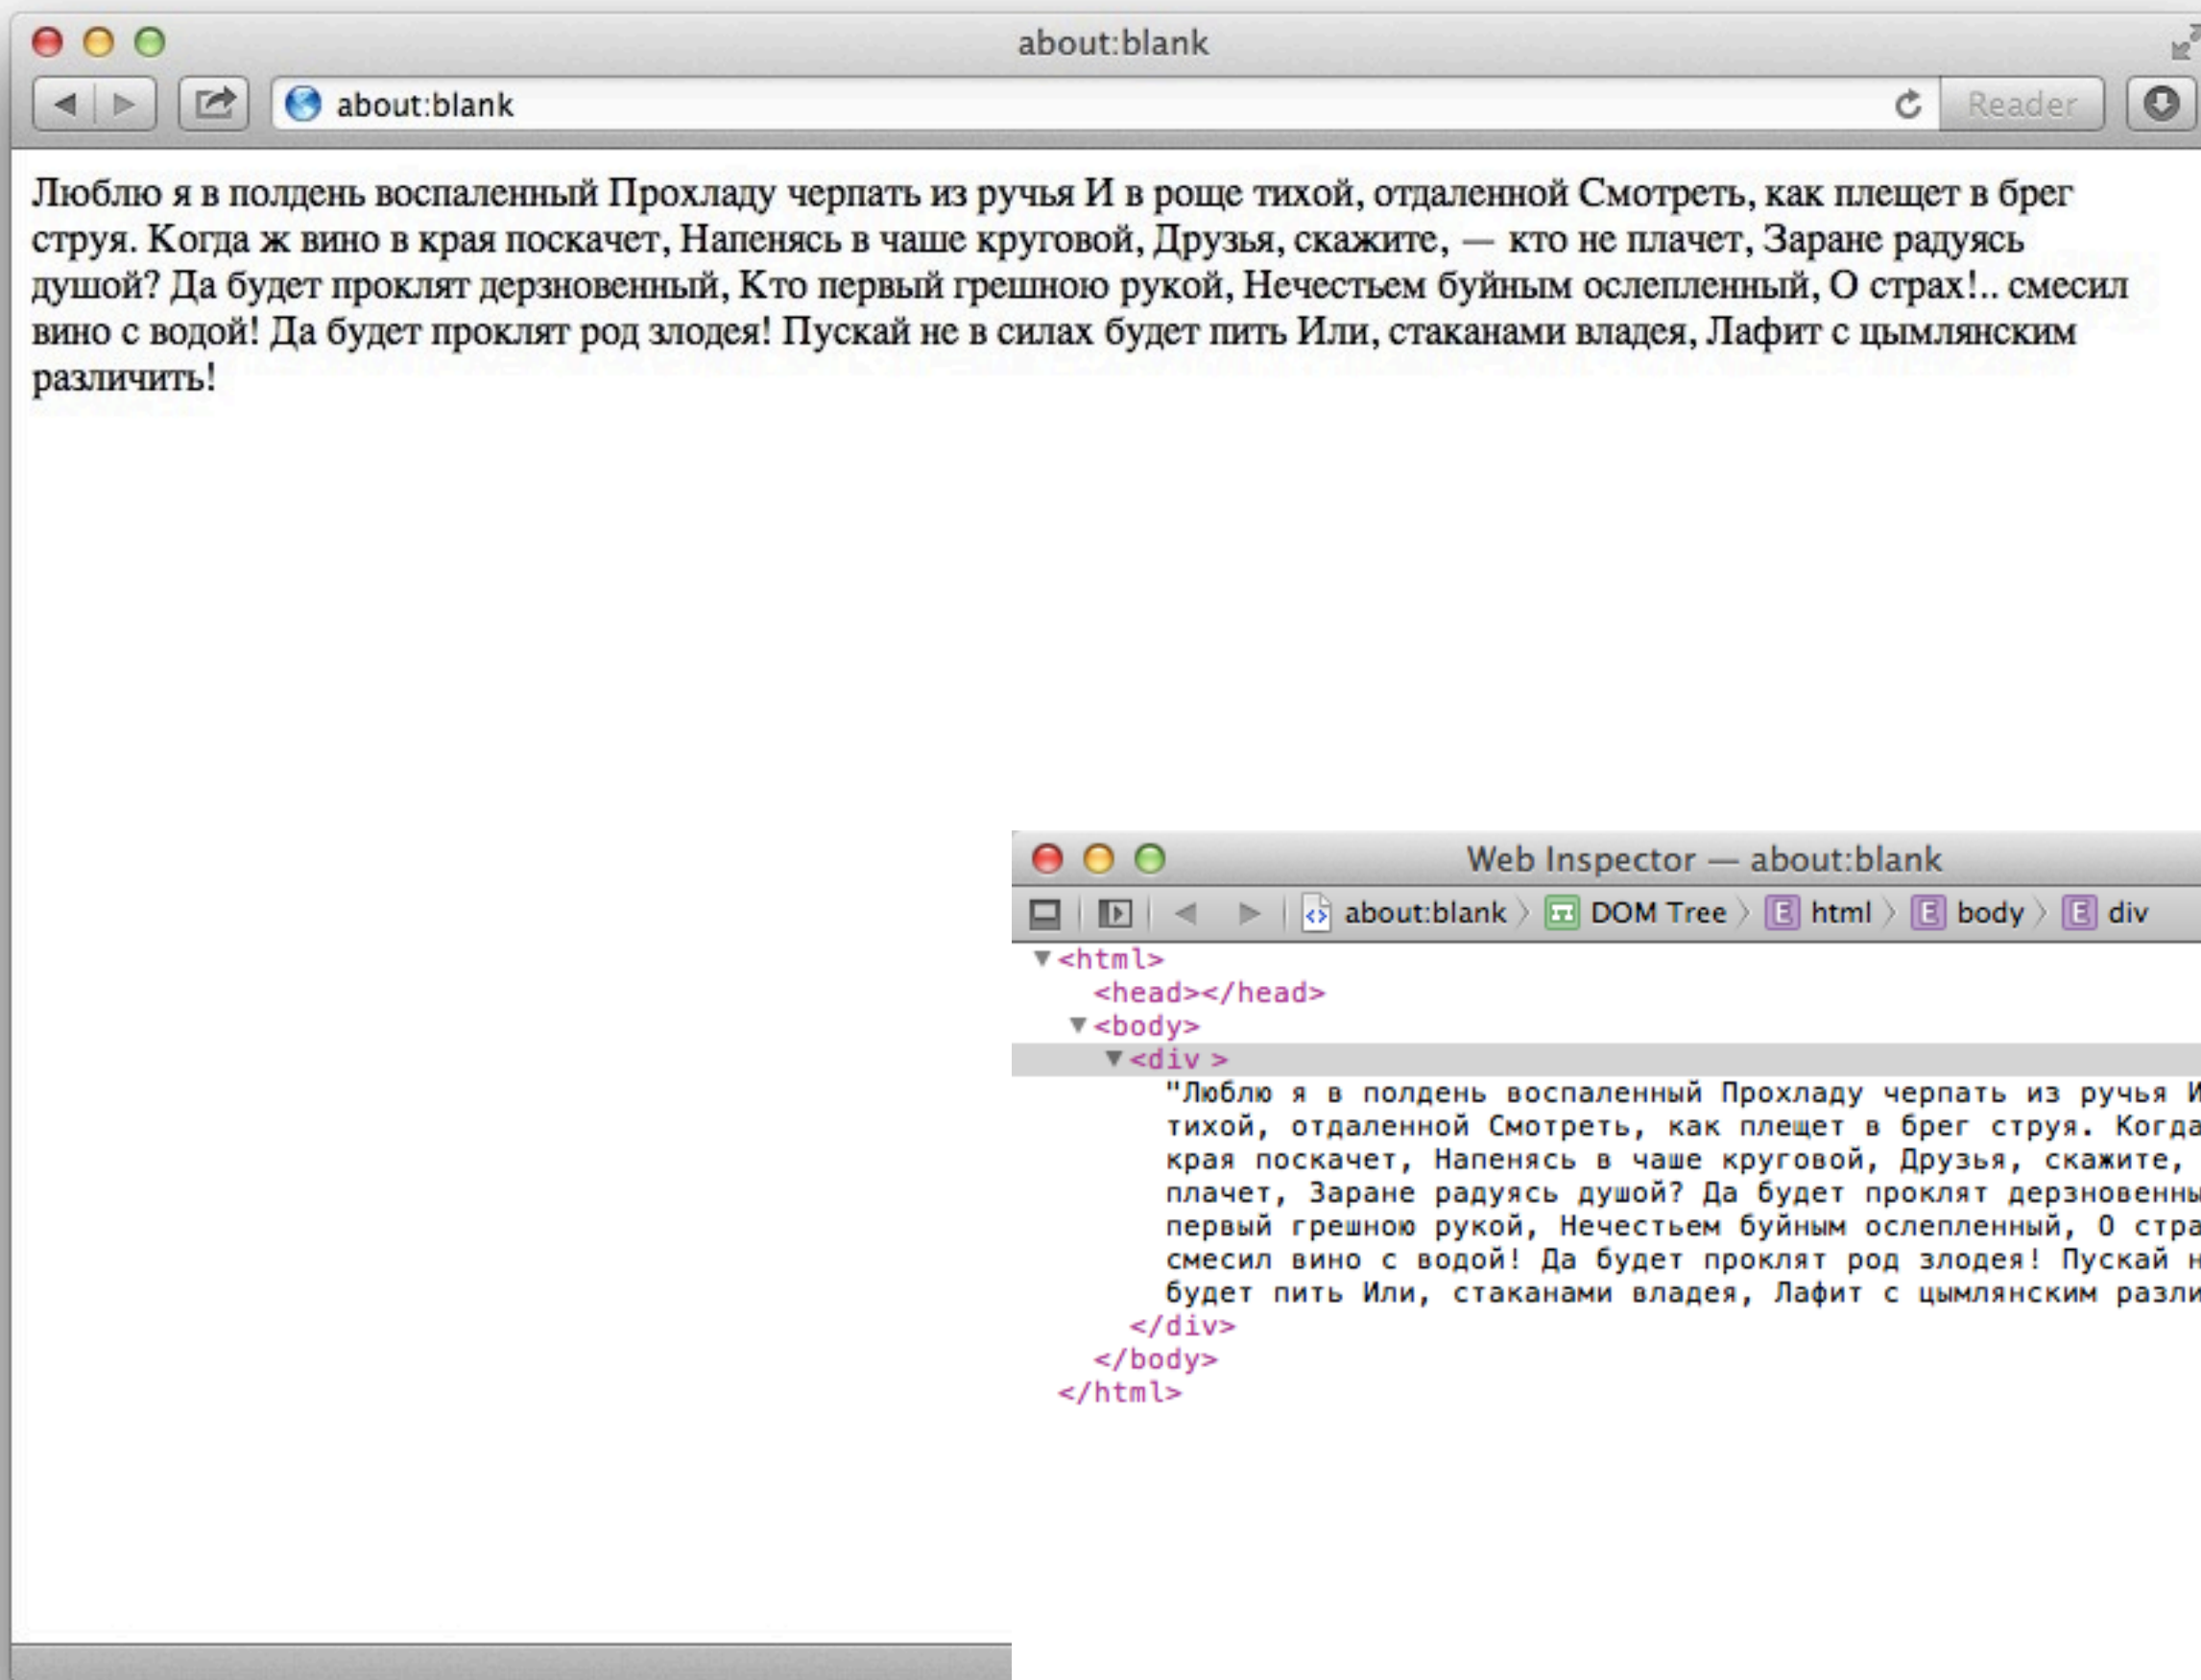 about:blank
about:blank
Reader
Люблю я в полдень воспаленный Прохладу черпать из ручья И в роще тихой, отдаленной Смотреть, как плещет в брег
струя. Когда ж вино в края поскачет, Напенясь в чаше круговой, Друзья, скажите, — кто не плачет, Заране радуясь
душой? Да будет проклят дерзновенный, Кто первый грешною рукой, Нечестьем буйным ослепленный, О страх!.. смесил
вино с водой! Да будет проклят род злодея! Пускай не в силах будет пить Или, стаканами владея, Лафит с цымлянским
различить!
Web Inspector — about:blank
about:blank DOM Tree E html E body E div
<html>
<head></head>
<body>
<div >
"Люблю я в полдень воспаленный Прохладу черпать из ручья И
тихой, отдаленной Смотреть, как плещет в брег струя. Когда
края поскачет, Напенясь в чаше круговой, Друзья, скажите,
плачет, Заране радуясь душой? Да будет проклят дерзновенны
первый грешною рукой, Нечестьем буйным ослепленный, О стра
смесил вино с водой! Да будет проклят род злодея! Пускай н
будет пить Или, стаканами владея, Лафит с цымлянским разли
</div>
</body>
</html>